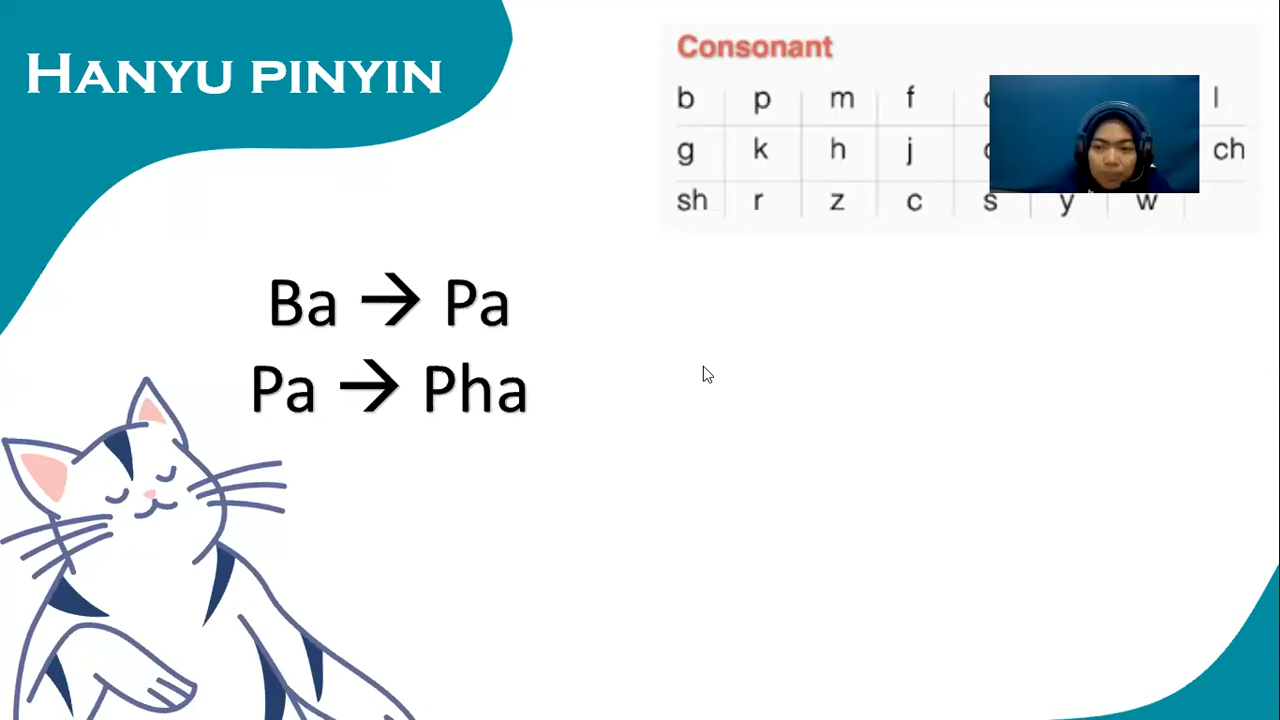 HANYU PINYIN
Consonant
b p m f l
g k h j ch
sh r z c s y w
Ba → Pa
Pa → Pha